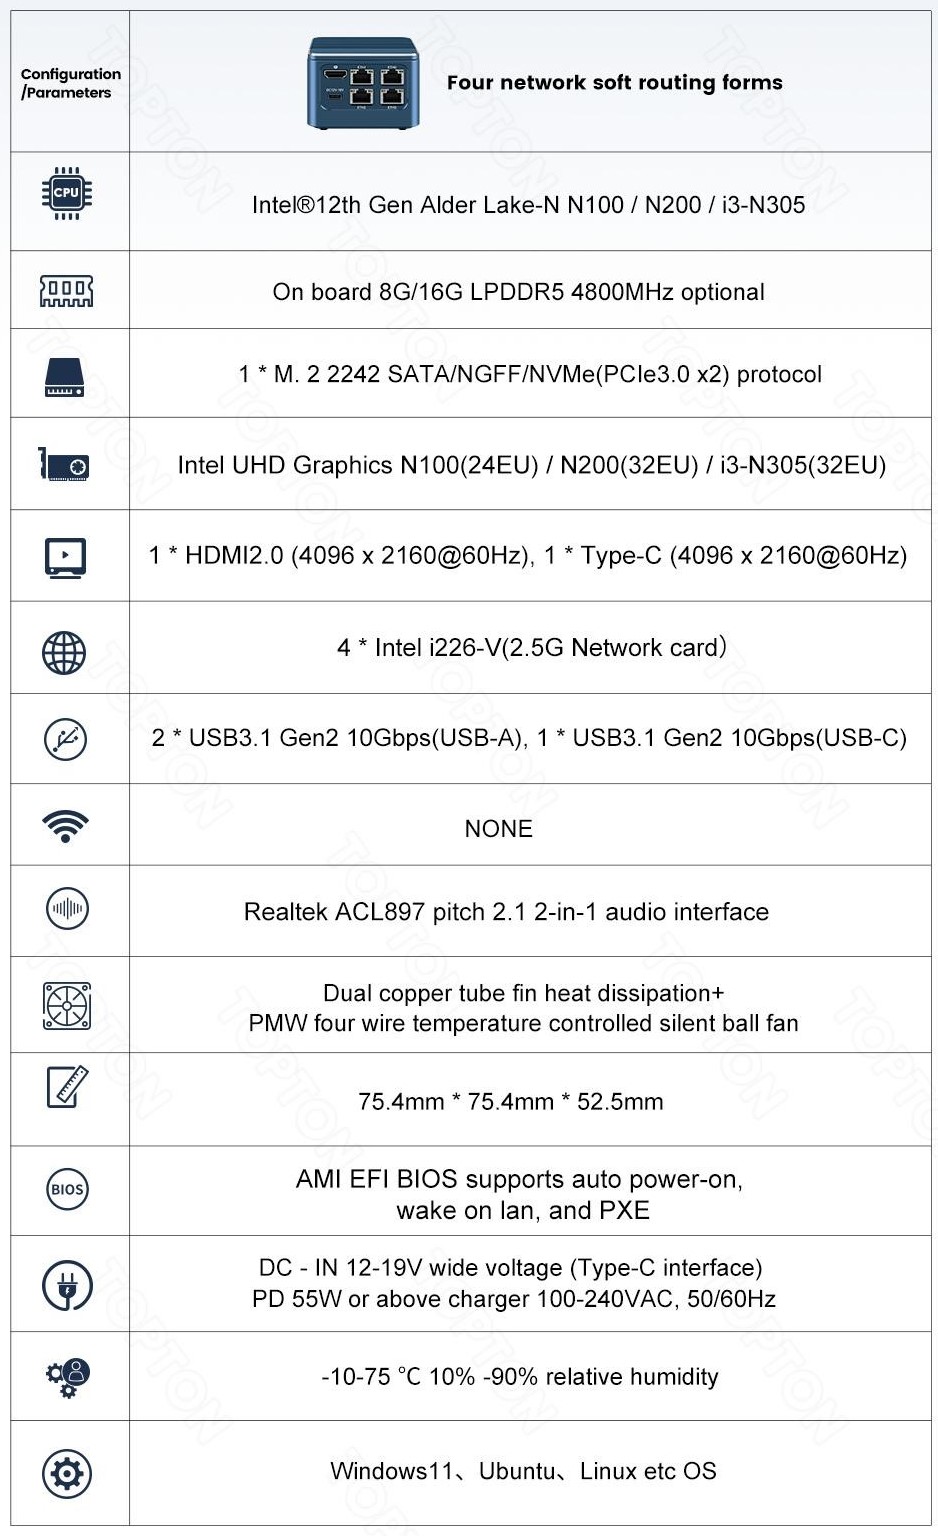 Configuration
/Parameters
Four network soft routing forms
CPU
Intel®12th Gen Alder Lake-N N100 / N200 / i3-N305
On board 8G/16G LPDDR5 4800MHz optional
1 * M. 2 2242 SATA/NGFF/NVMe(PCIe3.0 x2) protocol
Intel UHD Graphics N100(24EU) / N200(32EU) / i3-N305(32EU)
1 * HDMI2.0 (4096 x 2160@60Hz), 1 * Type-C (4096 x 2160@60Hz)
4 * Intel i226-V(2.5G Network card）
2 * USB3.1 Gen2 10Gbps(USB-A), 1 * USB3.1 Gen2 10Gbps(USB-C)
NONE
Realtek ACL897 pitch 2.1 2-in-1 audio interface
Dual copper tube fin heat dissipation+
PMW four wire temperature controlled silent ball fan
75.4mm * 75.4mm * 52.5mm
BIOS
AMI EFI BIOS supports auto power-on,
wake on lan, and PXE
DC - IN 12-19V wide voltage (Type-C interface)
PD 55W or above charger 100-240VAC, 50/60Hz
-10-75 ℃ 10% -90% relative humidity
Windows11、Ubuntu、Linux etc OS
TOPTON